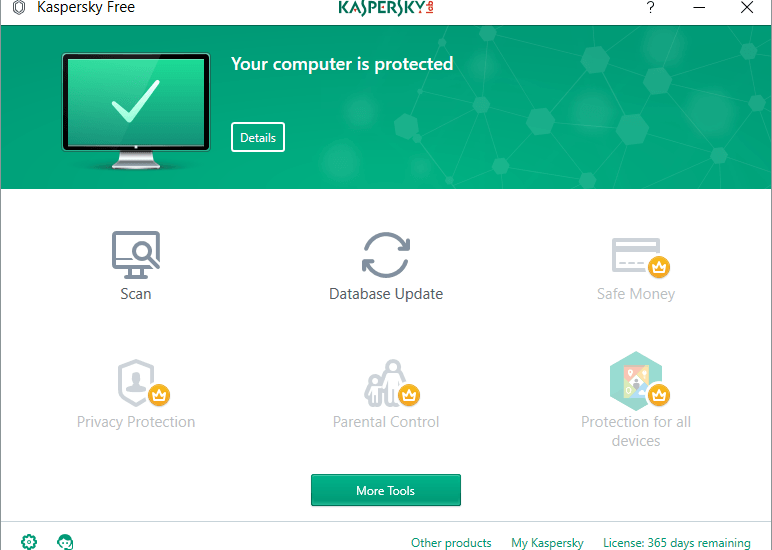 Kaspersky Free
KASPERSKY lab
?
Your computer is protected
Details
Scan
Database Update
Safe Money
Privacy Protection
Parental Control
Protection for all
devices
More Tools
Other products
My Kaspersky
License: 365 days remaining